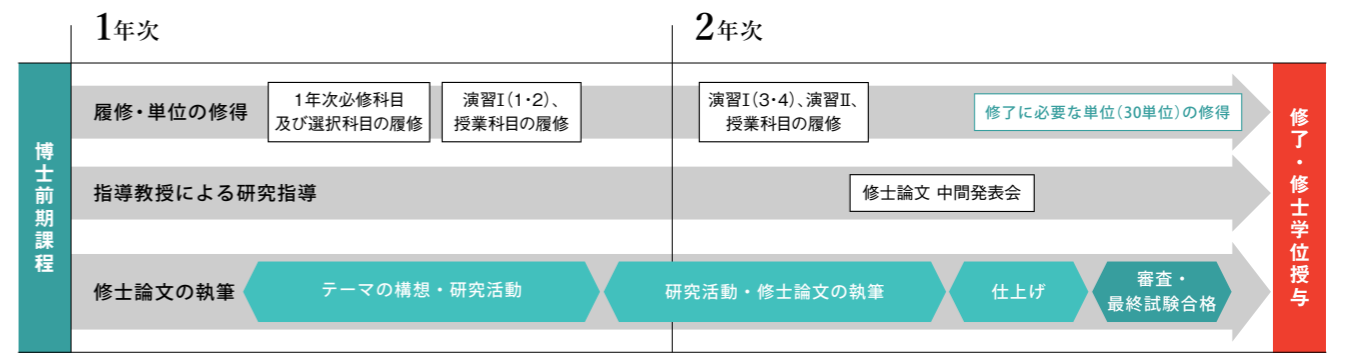 1年次
2年次
博士前期課程
履修・単位の修得
1年次必修科目
及び選択科目の履修
演習Ⅰ(1・2)、
授業科目の履修
演習Ⅰ(3・4)、演習Ⅱ、
授業科目の履修
修了に必要な単位(30単位)の修得
指導教授による研究指導
修士論文 中間発表会
修士論文の執筆
テーマの構想・研究活動
研究活動・修士論文の執筆
仕上げ
審査・
最終試験合格
修了・修士学位授与